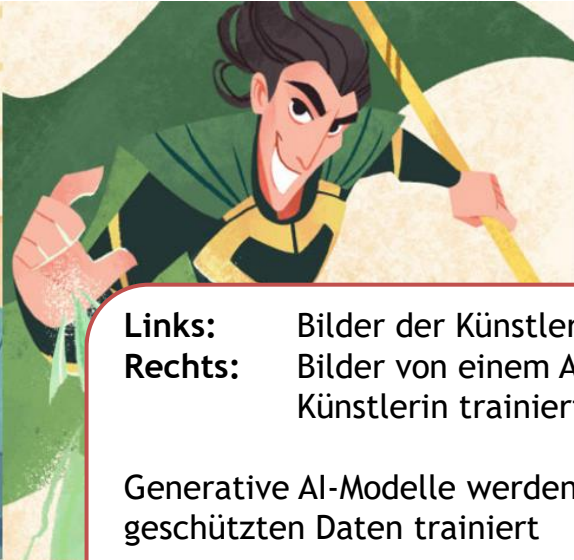 Links: Bilder der Künstler
Rechts: Bilder von einem A
Künstlerin trainier
Generative AI-Modelle werden
geschützten Daten trainiert